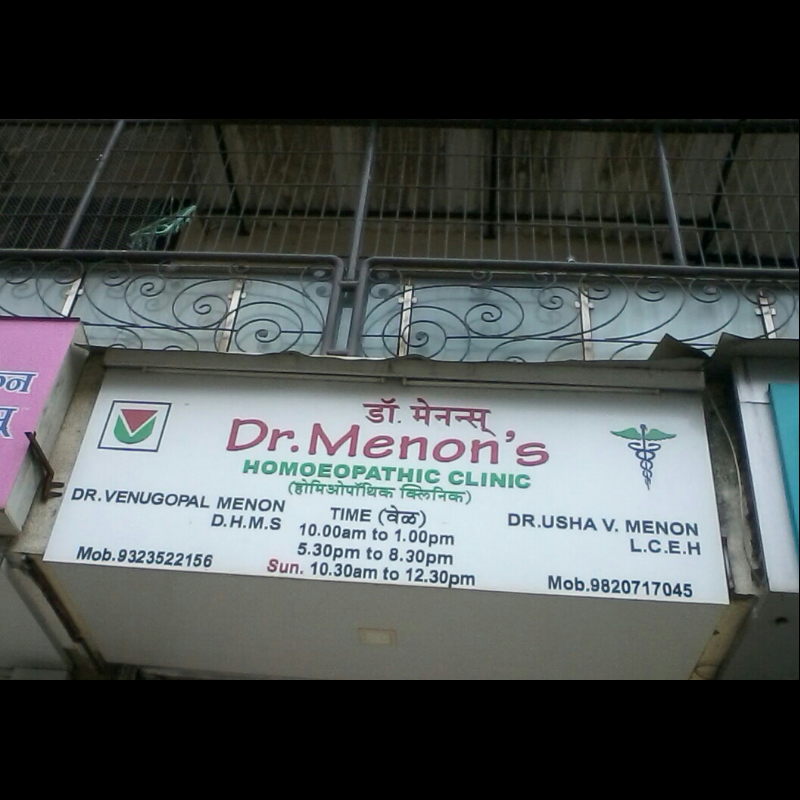 डॉ. मेनन्स्
Dr. Menon's
HOMOEOPATHIC CLINIC
(होमिओपॉथिक क्लिनिक)
DR. VENUGOPAL MENON
D.H.M.S
Mob.9323522156
TIME (वेळ)
10.00am to 1.00pm
5.30pm to 8.30pm
Sun. 10.30am to 12.30pm
DR.USHA V. MENON
L.C.E.H
Mob.9820717045